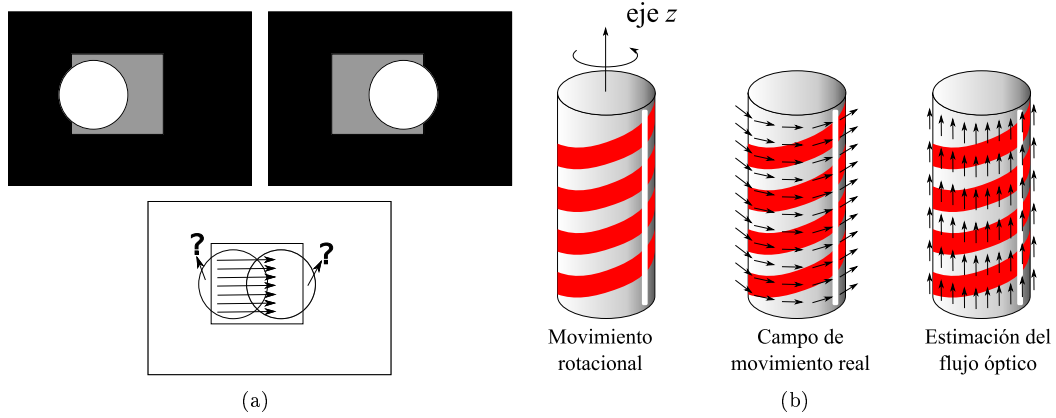 eje z
? ?
Movimiento
rotacional
Campo de
movimiento real
Estimación del
flujo óptico
(a)
(b)